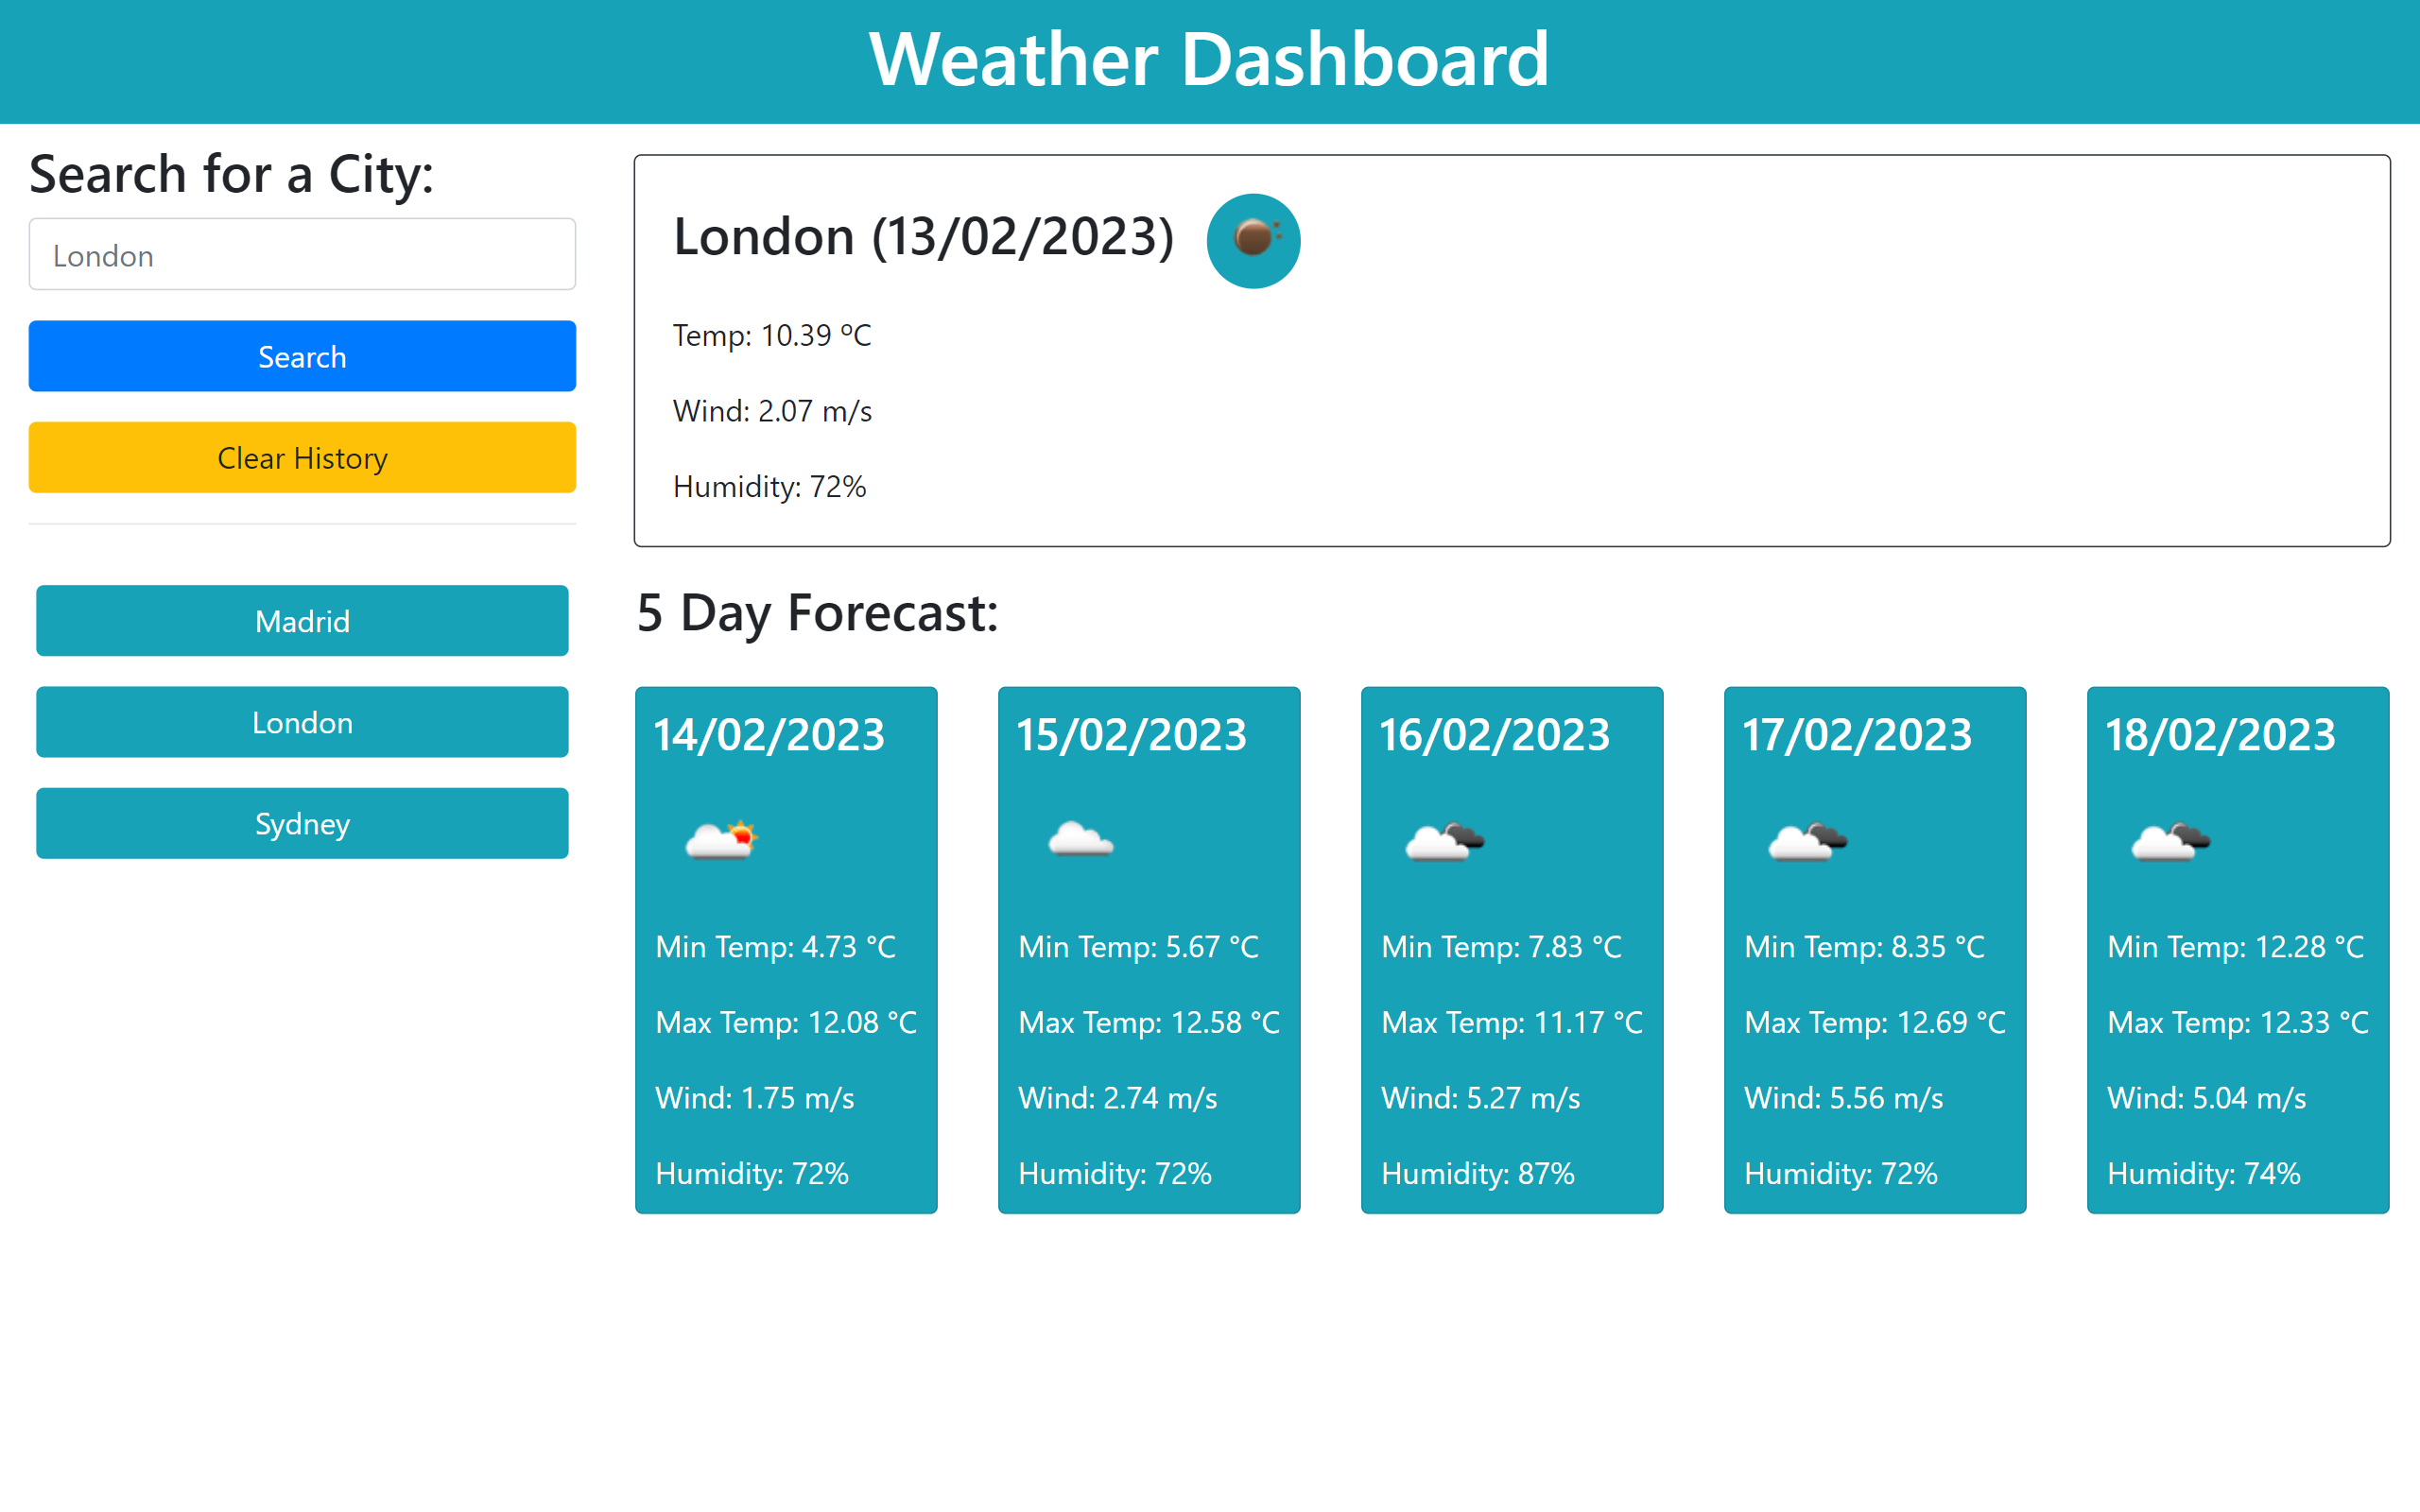 Weather Dashboard
Search for a City:
London
Search
Clear History
Madrid
London
Sydney
London (13/02/2023)
Temp: 10.39 ºC
Wind: 2.07 m/s
Humidity: 72%
5 Day Forecast:
14/02/2023
Min Temp: 4.73 °C
Max Temp: 12.08 °C
Wind: 1.75 m/s
Humidity: 72%
15/02/2023
Min Temp: 5.67 °C
Max Temp: 12.58 °C
Wind: 2.74 m/s
Humidity: 72%
16/02/2023
Min Temp: 7.83 °C
Max Temp: 11.17 °C
Wind: 5.27 m/s
Humidity: 87%
17/02/2023
Min Temp: 8.35 °C
Max Temp: 12.69 °C
Wind: 5.56 m/s
Humidity: 72%
18/02/2023
Min Temp: 12.28 °C
Max Temp: 12.33 °C
Wind: 5.04 m/s
Humidity: 74%